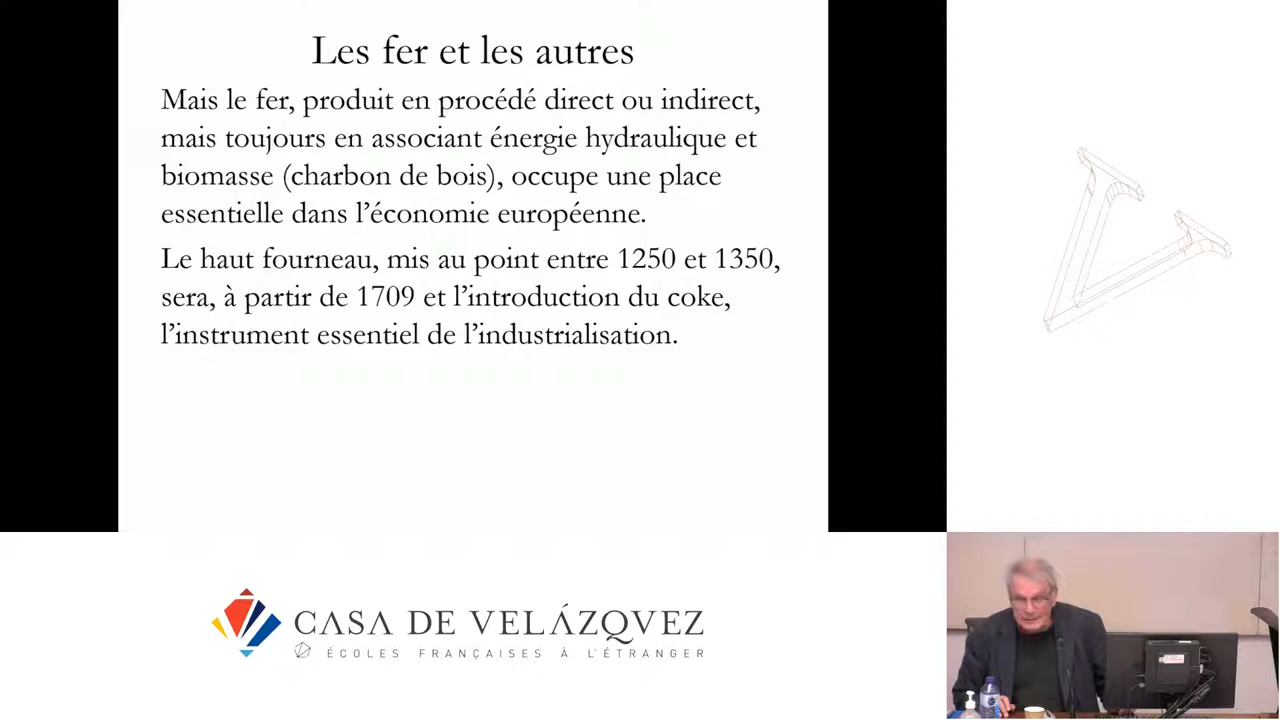 Les fer et les autres
Mais le fer, produit en procédé direct ou indirect,
mais toujours en associant énergie hydraulique et
biomasse (charbon de bois), occupe une place
essentielle dans l’économie européenne.
Le haut fourneau, mis au point entre 1250 et 1350,
sera, à partir de 1709 et l’introduction du coke,
l’instrument essentiel de l’industrialisation.
CASA DE VELÁZQVEZ
ÉCOLES FRANÇAISES À L'ÉTRANGER